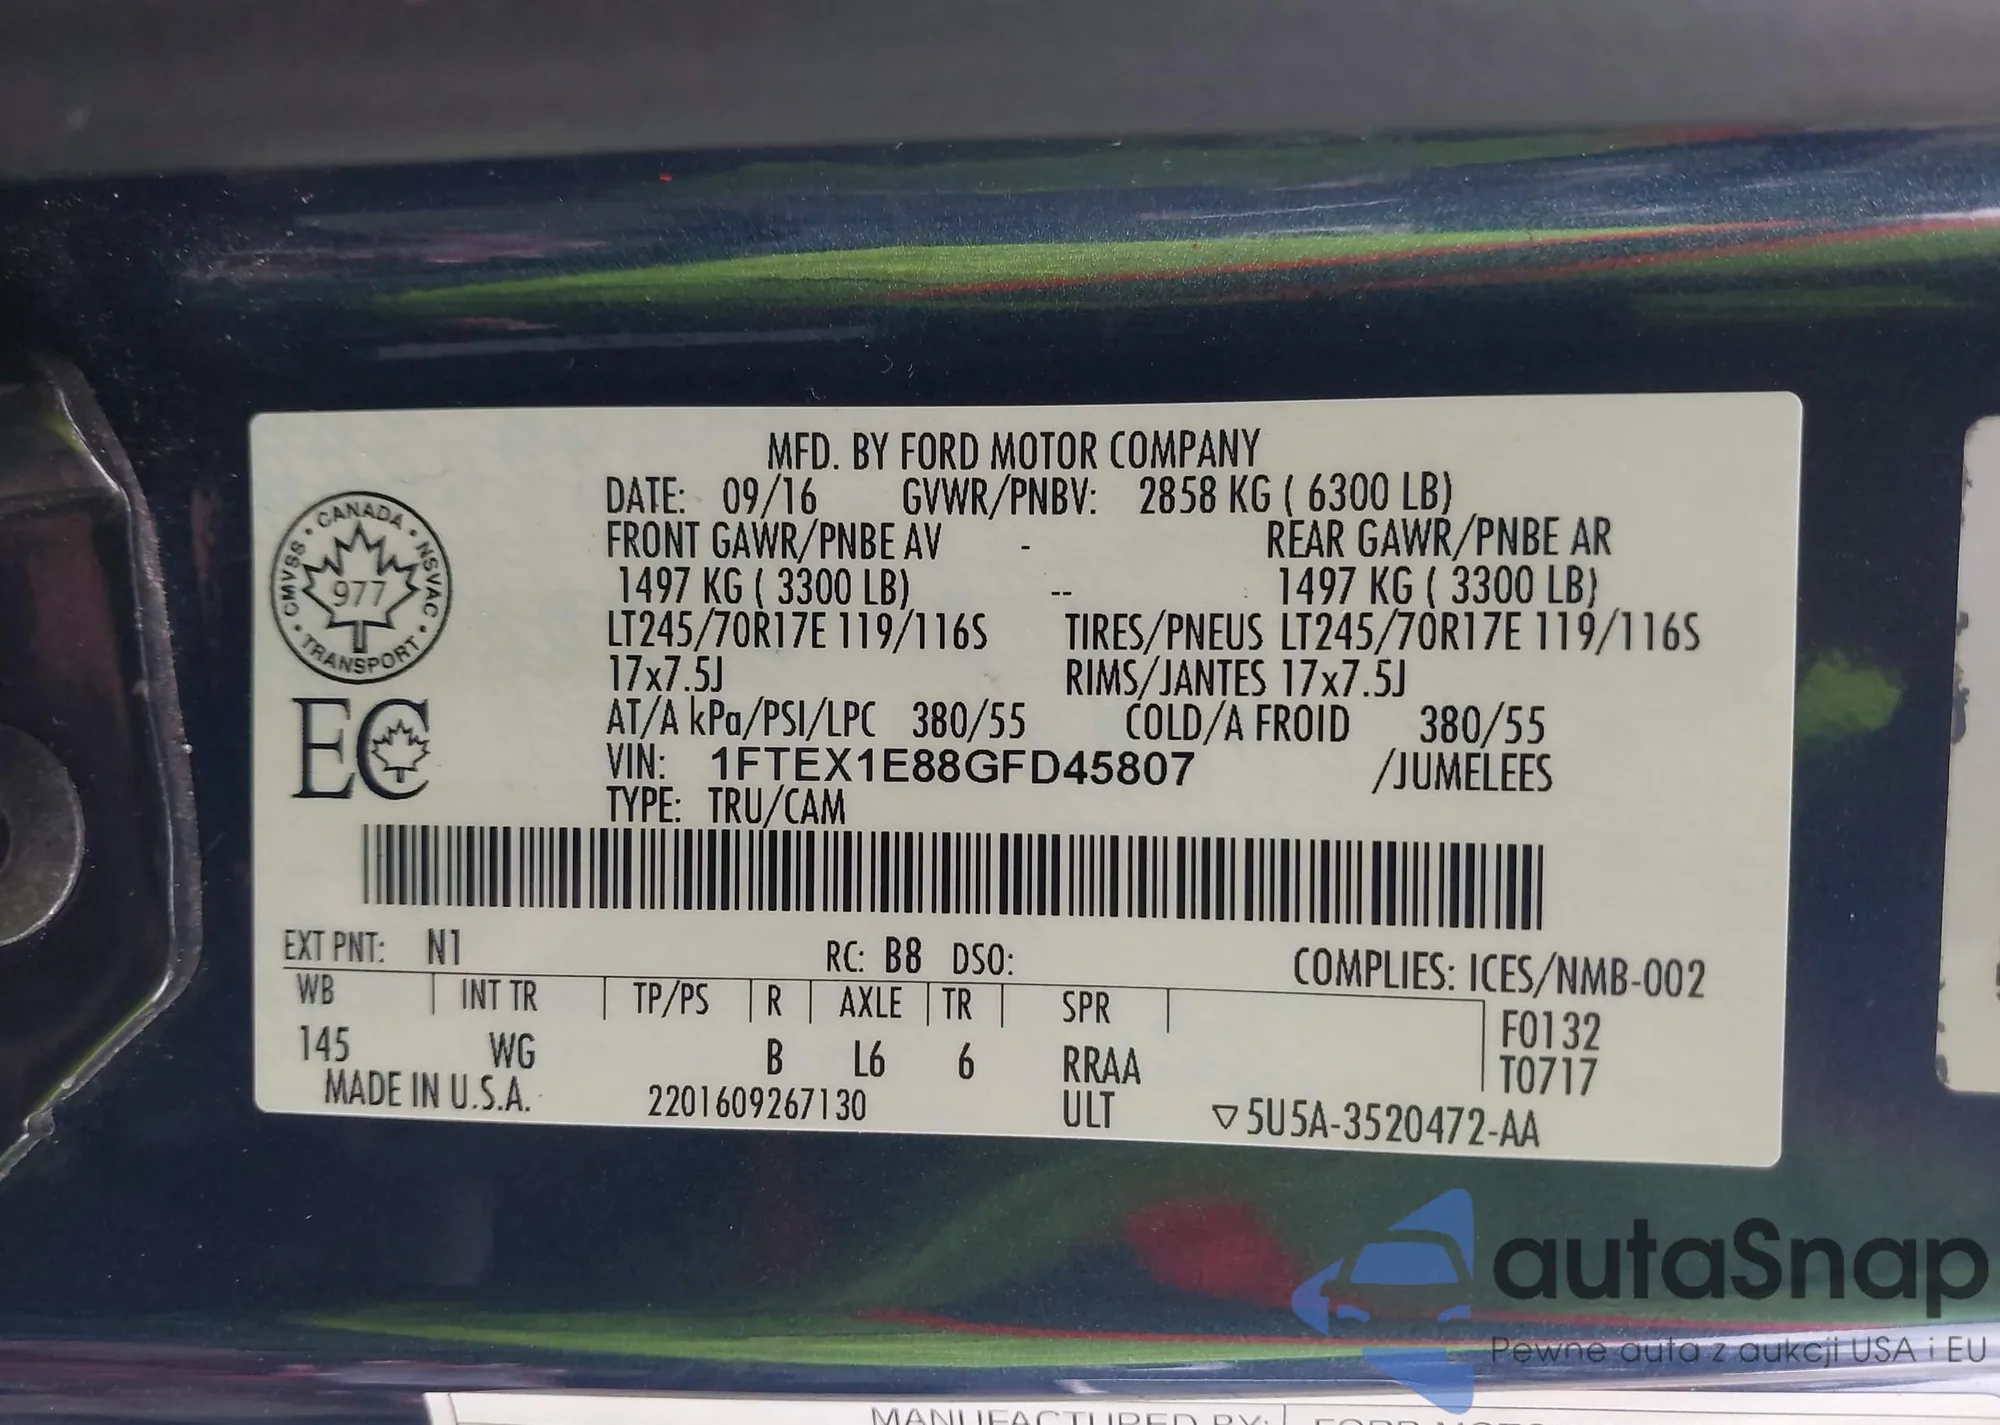 MFD. BY FORD MOTOR COMPANY
DATE: 09/16 GVWR/PNBV: 2858 KG ( 6300 LB)
FRONT GAWR/PNBE AV - REAR GAWR/PNBE AR
1497 KG ( 3300 LB) -- 1497 KG ( 3300 LB)
LT245/70R17E 119/116S TIRES/PNEUS LT245/70R17E 119/116S
17x7.5J RIMS/JANTES 17x7.5J
AT/A kPa/PSI/LPC 380/55 COLD/A FROID 380/55
VIN: 1FTEX1E88GFD45807 /JUMELEES
TYPE: TRU/CAM
CANADA
CMVSS • NSVAC
977
TRANSPORT
EC
EXT PNT: N1 RC: B8 DSO: COMPLIES: ICES/NMB-002
WB INT TR TP/PS R AXLE TR SPR F0132
145 WG B L6 6 RRAA T0717
MADE IN U.S.A. 2201609267130 ULT ▽5U5A-3520472-AA
autaSnap
Pewne auta z aukcji USA i EU
MANUFACTURED BY: FORD MOTO